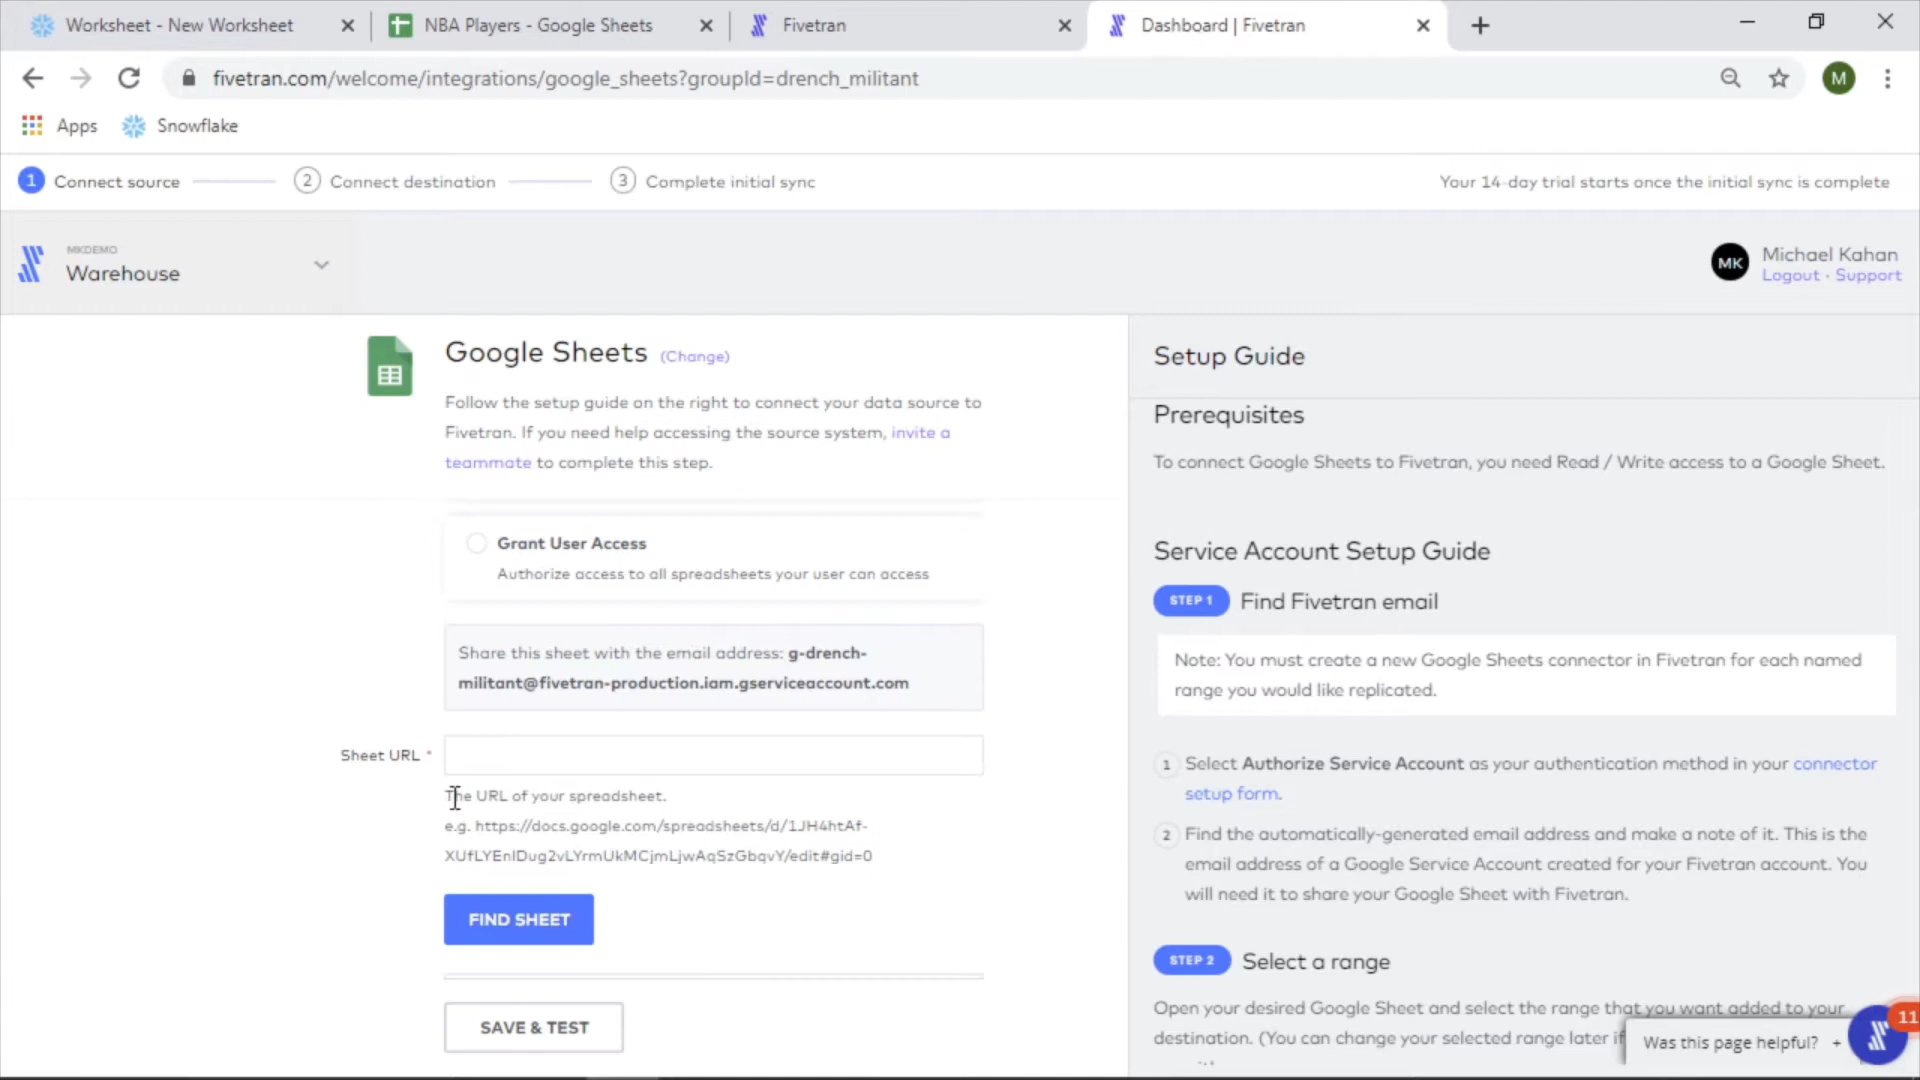 Worksheet - New Worksheet
NBA Players - Google Sheets
Fivetran
Dashboard | Fivetran
fivetran.com/welcome/integrations/google_sheets?groupId=drench_militant
M
Apps
Snowflake
1 Connect source
2 Connect destination
3 Complete initial sync
Your 14-day trial starts once the initial sync is complete
MKDEMO
Warehouse
MK
Michael Kahan
Logout · Support
Google Sheets (Change)
Follow the setup guide on the right to connect your data source to
Fivetran. If you need help accessing the source system, invite a
teammate to complete this step.
Grant User Access
Authorize access to all spreadsheets your user can access
Share this sheet with the email address: g-drench-
militant@fivetran-production.iam.gserviceaccount.com
Sheet URL *
The URL of your spreadsheet.
e.g. https://docs.google.com/spreadsheets/d/1JH4htAf-
XUfLYEnIDug2vLYrmUkMCjmLjwAqSzGbqvY/edit#gid=0
FIND SHEET
SAVE & TEST
Setup Guide
Prerequisites
To connect Google Sheets to Fivetran, you need Read / Write access to a Google Sheet.
Service Account Setup Guide
STEP 1 Find Fivetran email
Note: You must create a new Google Sheets connector in Fivetran for each named
range you would like replicated.
1 Select Authorize Service Account as your authentication method in your connector
setup form.
2 Find the automatically-generated email address and make a note of it. This is the
email address of a Google Service Account created for your Fivetran account. You
will need it to share your Google Sheet with Fivetran.
STEP 2 Select a range
Open your desired Google Sheet and select the range that you want added to your
destination. (You can change your selected range later if
Was this page helpful? +
11